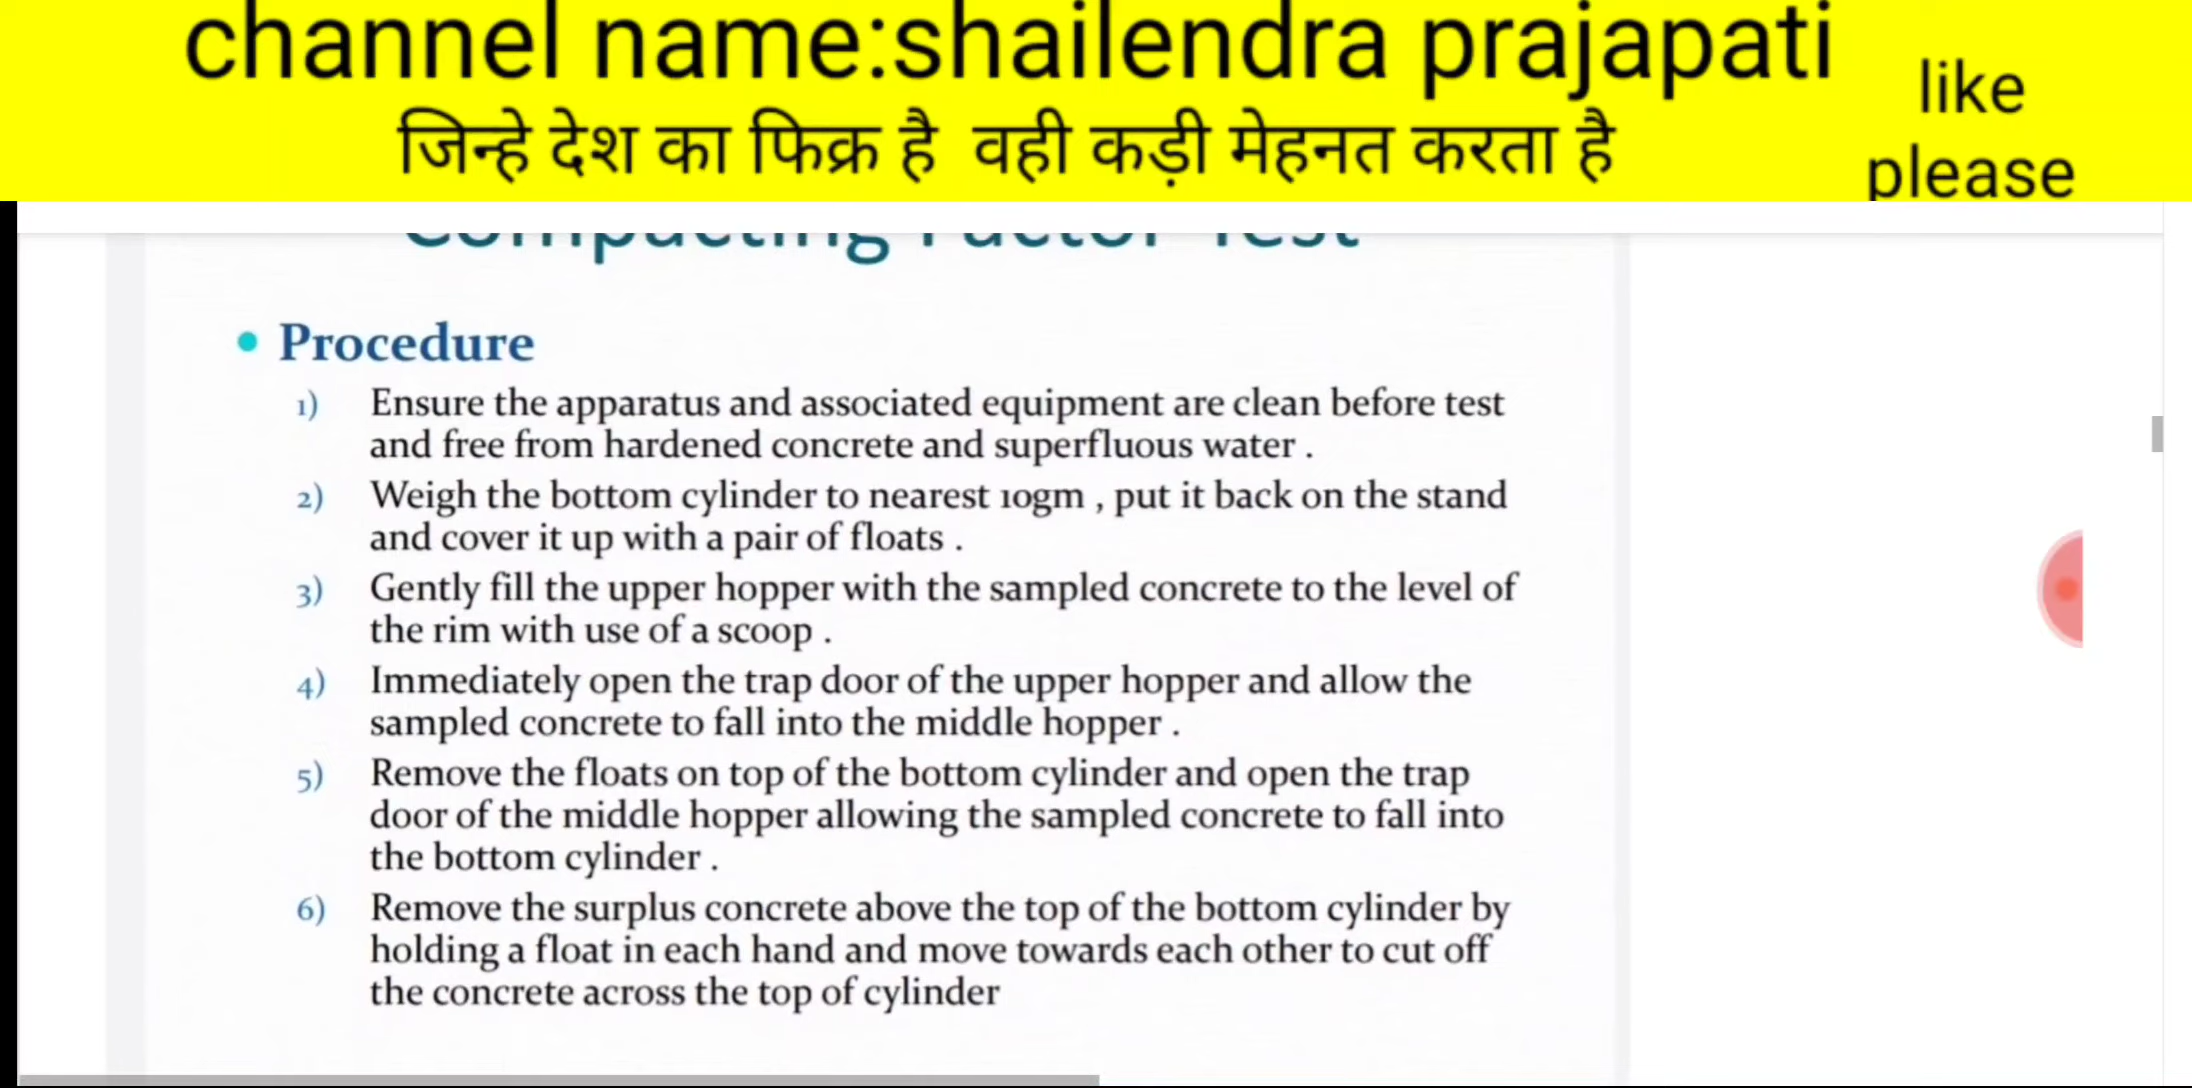 channel name:shailendra prajapati
जिन्हे देश का फिक्र है वही कड़ी मेहनत करता है
like
please
Compacting Factor Test
• Procedure
1) Ensure the apparatus and associated equipment are clean before test
and free from hardened concrete and superfluous water .
2) Weigh the bottom cylinder to nearest 10gm , put it back on the stand
and cover it up with a pair of floats .
3) Gently fill the upper hopper with the sampled concrete to the level of
the rim with use of a scoop .
4) Immediately open the trap door of the upper hopper and allow the
sampled concrete to fall into the middle hopper .
5) Remove the floats on top of the bottom cylinder and open the trap
door of the middle hopper allowing the sampled concrete to fall into
the bottom cylinder .
6) Remove the surplus concrete above the top of the bottom cylinder by
holding a float in each hand and move towards each other to cut off
the concrete across the top of cylinder